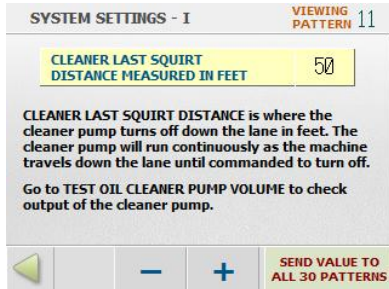 SYSTEM SETTINGS - I
VIEWING
PATTERN 11
CLEANER LAST SQUIRT
DISTANCE MEASURED IN FEET
50
CLEANER LAST SQUIRT DISTANCE is where the
cleaner pump turns off down the lane in feet. The
cleaner pump will run continuously as the machine
travels down the lane until commanded to turn off.
Go to TEST OIL CLEANER PUMP VOLUME to check
output of the cleaner pump.
− +
SEND VALUE TO
ALL 30 PATTERNS